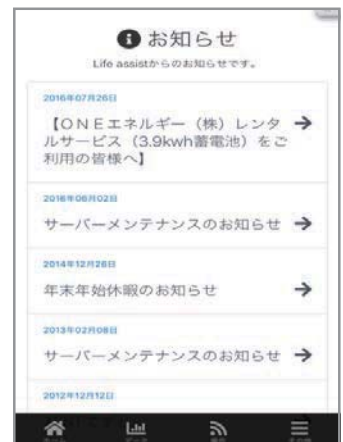 お知らせ
Life assistからのお知らせです。
2016年07月26日
【ONEエネルギー(株)レンタ
ルサービス(3.9kwh蓄電池)をご
利用の皆様へ】
2016年06月02日
サーバーメンテナンスのお知らせ
2014年12月26日
年末年始休暇のお知らせ
2013年02月08日
サーバーメンテナンスのお知らせ
2012年12月12日